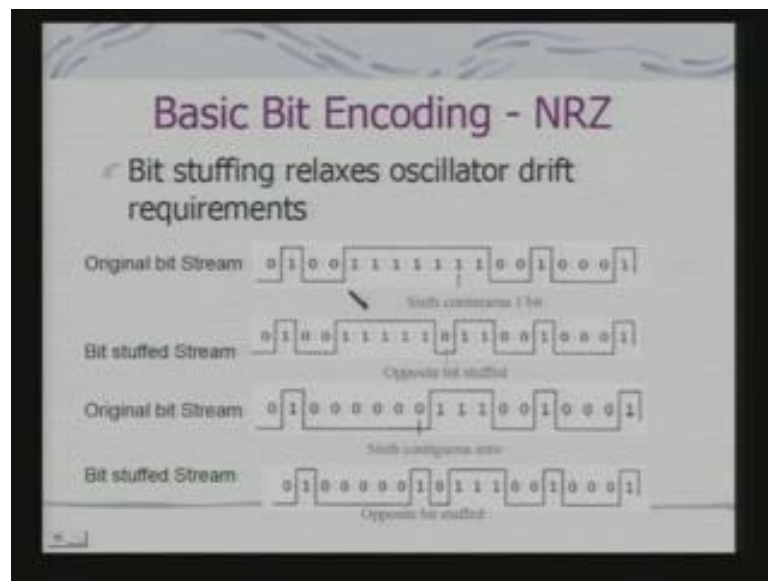 Basic Bit Encoding - NRZ
Bit stuffing relaxes oscillator drift
requirements
Original bit Stream 0 1 0 0 1 1 1 1 1 1 1 0 0 1 0 0 0 1
Sixth continuous 1 bit
Bit stuffed Stream 0 1 0 0 1 1 1 1 1 0 1 1 0 0 1 0 0 0 1
Opposite bit stuffed
Original bit Stream 0 1 0 0 0 0 0 0 1 1 1 0 0 1 0 0 0 1
Sixth contiguous zero
Bit stuffed Stream 0 1 0 0 0 0 0 1 0 1 1 1 0 0 1 0 0 0 1
Opposite bit stuffed